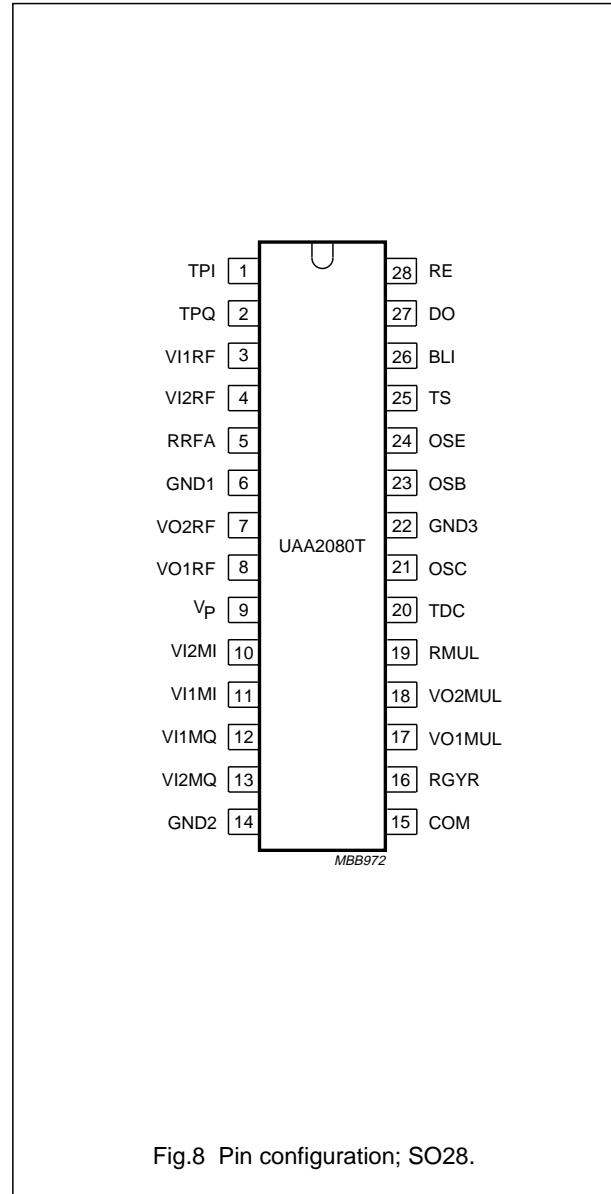 TPI 1 28 RE
TPQ 2 27 DO
VI1RF 3 26 BLI
VI2RF 4 25 TS
RRFA 5 24 OSE
GND1 6 23 OSB
VO2RF 7 22 GND3
UAA2080T
VO1RF 8 21 OSC
VP 9 20 TDC
VI2MI 10 19 RMUL
VI1MI 11 18 VO2MUL
VI1MQ 12 17 VO1MUL
VI2MQ 13 16 RGYR
GND2 14 15 COM
MBB972
Fig.8 Pin configuration; SO28.